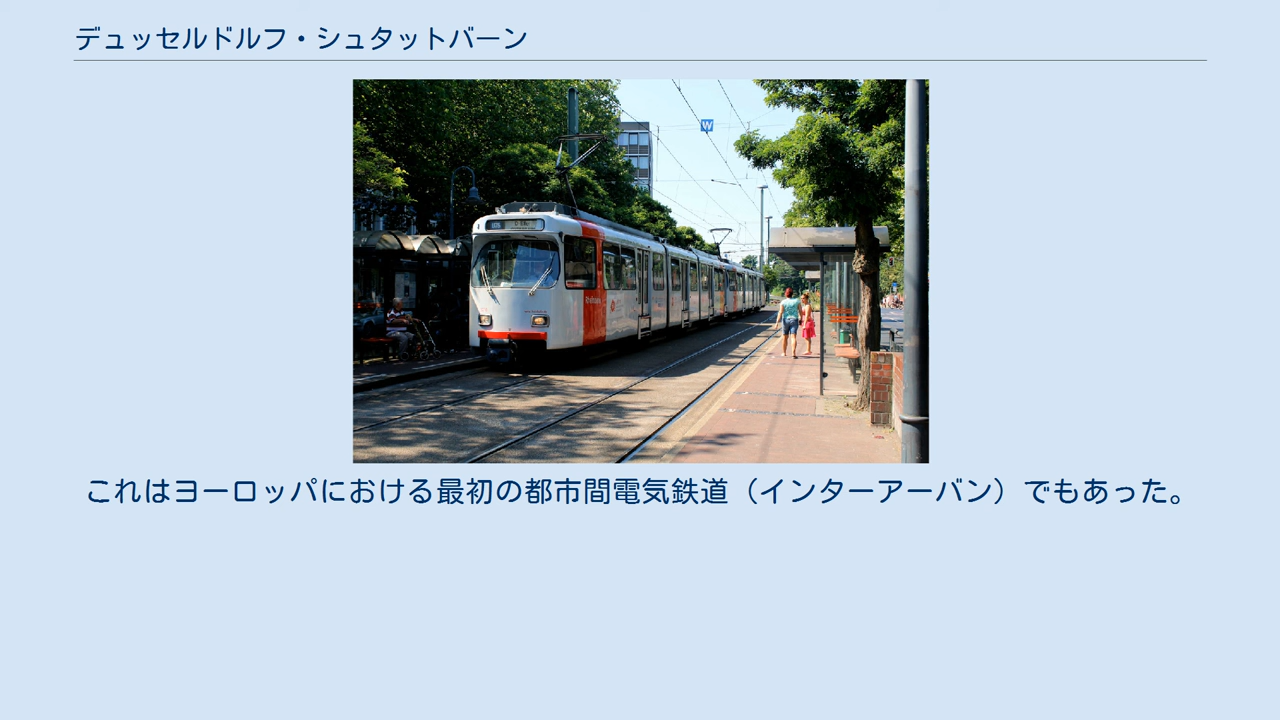 デュッセルドルフ・シュタットバーン
W
これはヨーロッパにおける最初の都市間電気鉄道（インターアーバン）でもあった。